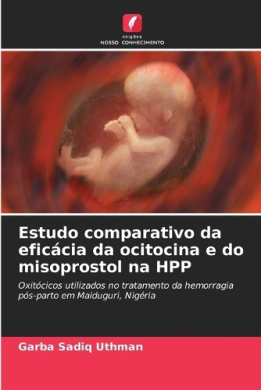 edições
NOSSO CONHECIMENTO
Estudo comparativo da
eficácia da ocitocina e do
misoprostol na HPP
Oxitócicos utilizados no tratamento da hemorragia
pós-parto em Maiduguri, Nigéria
Garba Sadiq Uthman